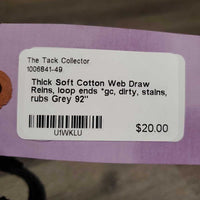 The Tack Collector
1006841-49
Thick Soft Cotton Web Draw
Reins, loop ends *gc, dirty, stains,
rubs Grey 92"
U1WKLU
$20.00